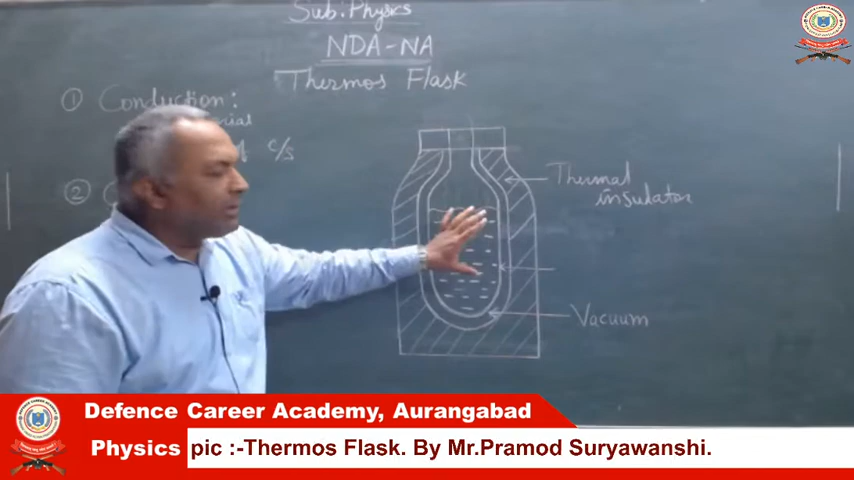 Sub: Physics
NDA-NA
Thermos Flask
① Conduction:
c/s
②
Thermal
insulator
Vacuum
Defence Career Academy, Aurangabad
Physics
pic :-Thermos Flask. By Mr.Pramod Suryawanshi.